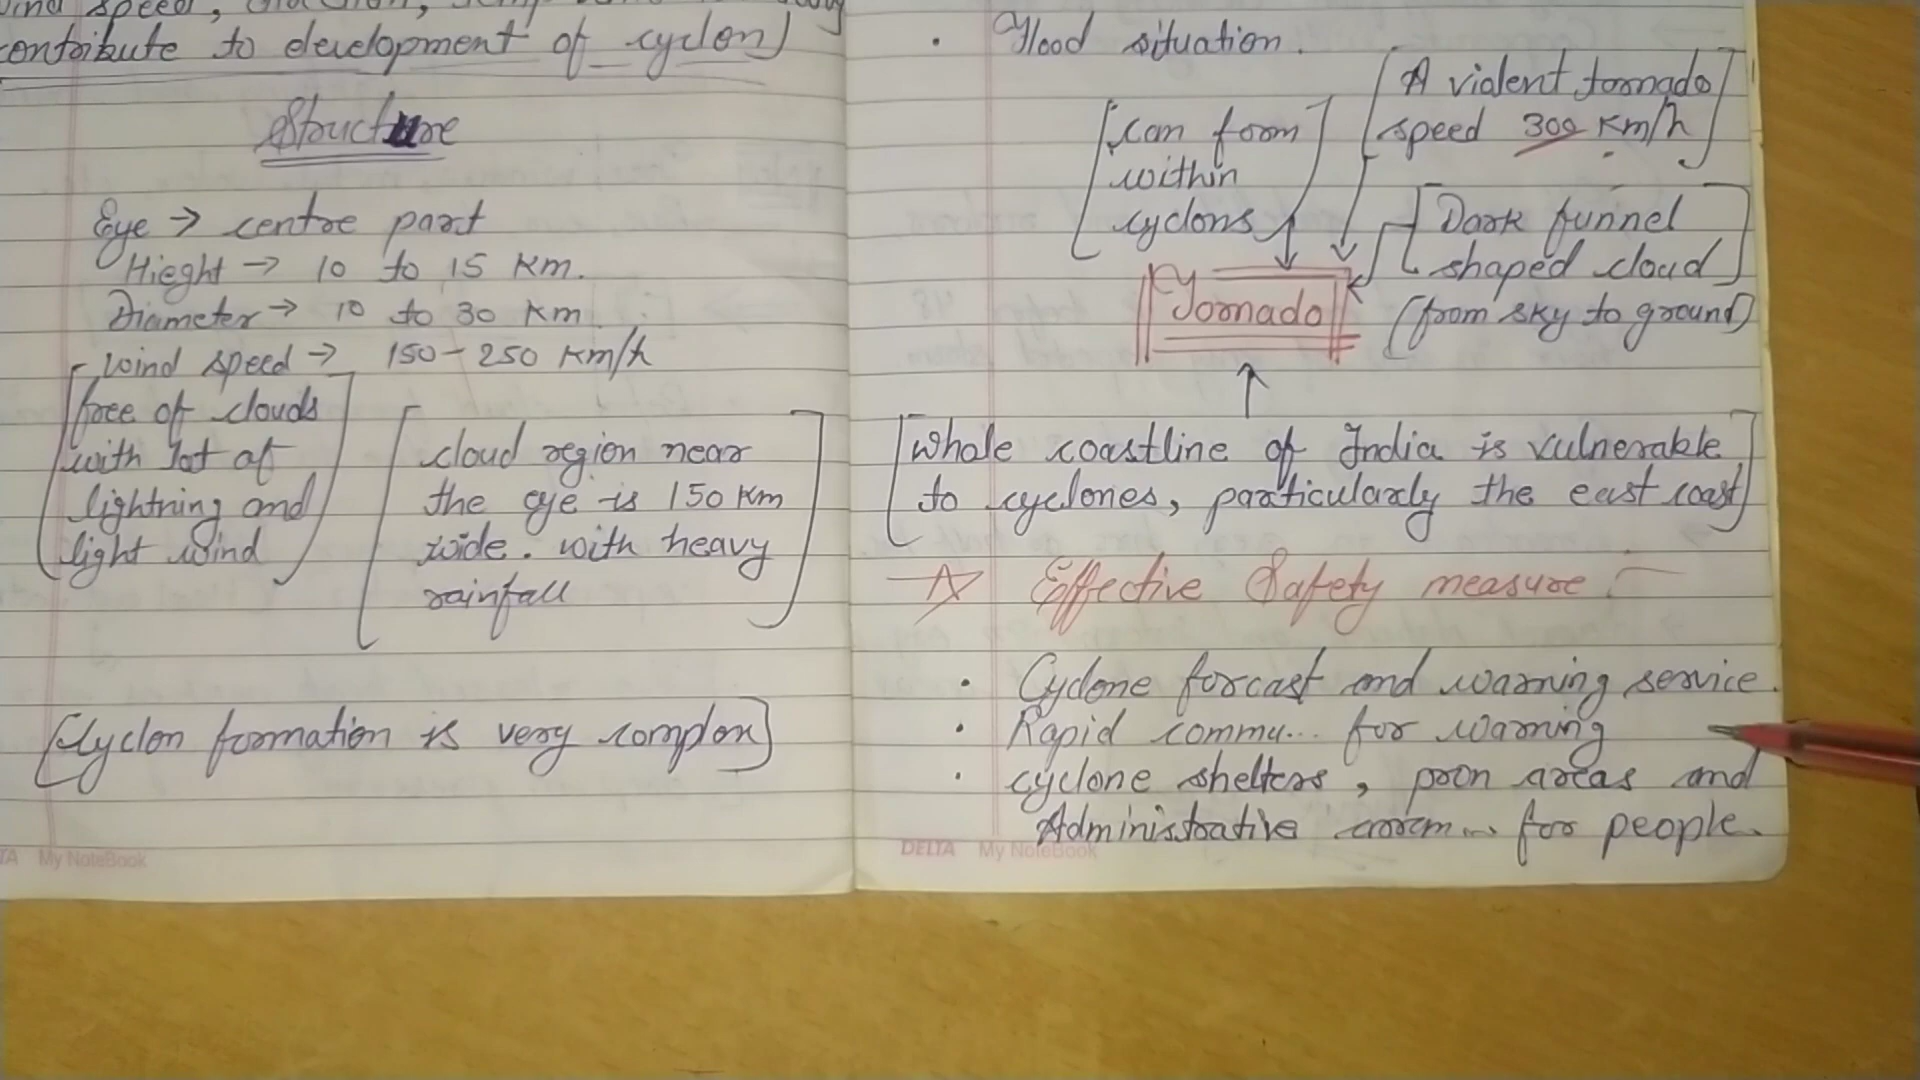 speed,
contribute to development of cyclon)
Structure
Eye → centre part
Hieght → 10 to 15 Km.
Diameter → 10 to 30 Km.
Wind speed → 150-250 Km/h
free of clouds
with lot of
lightning and
light wind
cloud region near
the eye is 150 Km
wide. with heavy
rainfall
[Cyclon formation is very complex]
TA My NoteBook
• Flood situation.
[can form]
within
cyclons
A violent tornado
speed 300 Km/h
Dark funnel
shaped cloud
(from sky to ground)
Tornado
Whole coastline of India is vulnerable
to cyclones, particularly the east coast
Effective Safety measure :-
• Cyclone forcast and warning service.
• Rapid commu... for warning
• cyclone shelters, pron areas and
Administrative for people.
DELTA My NoteBook